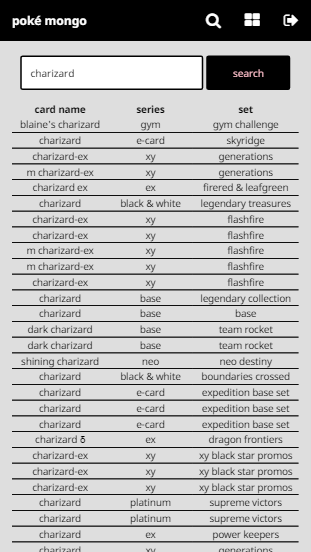 poké mongo
charizard
search
card name series set
blaine's charizard gym gym challenge
charizard e-card skyridge
charizard-ex xy generations
m charizard-ex xy generations
charizard ex ex firered & leafgreen
charizard black & white legendary treasures
charizard-ex xy flashfire
charizard-ex xy flashfire
m charizard-ex xy flashfire
m charizard-ex xy flashfire
charizard-ex xy flashfire
charizard base legendary collection
charizard base base
dark charizard base team rocket
dark charizard base team rocket
shining charizard neo neo destiny
charizard black & white boundaries crossed
charizard e-card expedition base set
charizard e-card expedition base set
charizard e-card expedition base set
charizard δ ex dragon frontiers
charizard-ex xy xy black star promos
charizard-ex xy xy black star promos
charizard-ex xy xy black star promos
charizard platinum supreme victors
charizard platinum supreme victors
charizard ex power keepers
charizard xy generations